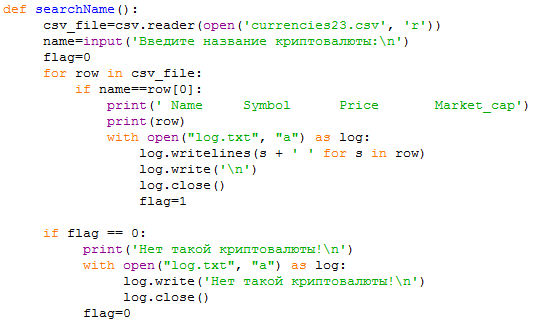 def searchName():
     csv_file=csv.reader(open('currencies23.csv', 'r'))
     name=input('Введите название криптовалюты:\n')
     flag=0
     for row in csv_file:
         if name==row[0]:
             print(' Name     Symbol      Price       Market_cap')
             print(row)
             with open("log.txt", "a") as log:
                 log.writelines(s + ' ' for s in row)
                 log.write('\n')
                 log.close()
                 flag=1
     if flag == 0:
          print('Нет такой криптовалюты!\n')
          with open("log.txt", "a") as log:
               log.write('Нет такой криптовалюты!\n')
               log.close()
          flag=0